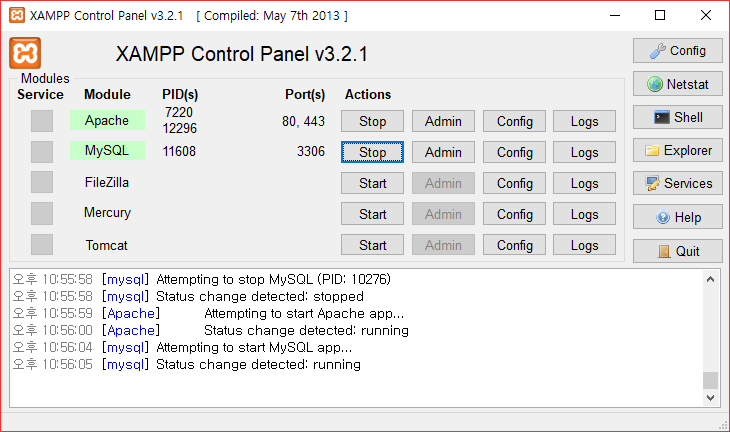 XAMPP Control Panel v3.2.1 [ Compiled: May 7th 2013 ]
XAMPP Control Panel v3.2.1
Modules
Service Module PID(s) Port(s) Actions
Apache 7220 12296 80, 443 Stop Admin Config Logs
MySQL 11608 3306 Stop Admin Config Logs
FileZilla Start Admin Config Logs
Mercury Start Admin Config Logs
Tomcat Start Admin Config Logs
Config
Netstat
Shell
Explorer
Services
Help
Quit
오후 10:55:58 [mysql] Attempting to stop MySQL (PID: 10276)
오후 10:55:58 [mysql] Status change detected: stopped
오후 10:55:59 [Apache] Attempting to start Apache app...
오후 10:56:00 [Apache] Status change detected: running
오후 10:56:04 [mysql] Attempting to start MySQL app...
오후 10:56:05 [mysql] Status change detected: running